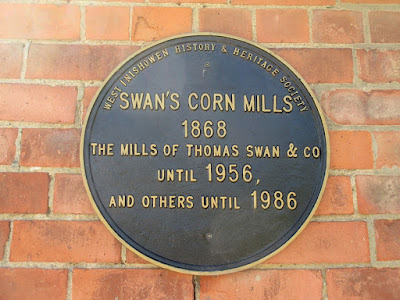 WEST INISHOWEN HISTORY & HERITAGE SOCIETY
SWAN'S CORN MILLS
1868
THE MILLS OF THOMAS SWAN & CO
UNTIL 1956,
AND OTHERS UNTIL 1986